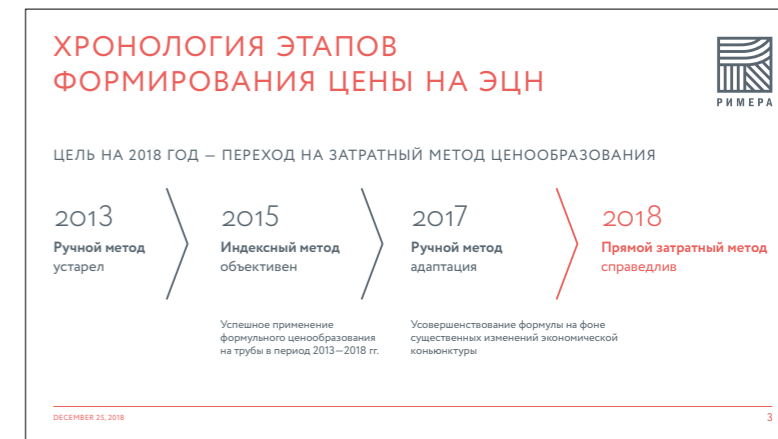 ХРОНОЛОГИЯ ЭТАПОВ
ФОРМИРОВАНИЯ ЦЕНЫ НА ЭЦН
РИМЕРА
ЦЕЛЬ НА 2018 ГОД — ПЕРЕХОД НА ЗАТРАТНЫЙ МЕТОД ЦЕНООБРАЗОВАНИЯ
2013
Ручной метод
устарел
2015
Индексный метод
объективен
Успешное применение
формульного ценообразования
на трубы в период 2013—2018 гг.
2017
Ручной метод
адаптация
Усовершенствование формулы на фоне
существенных изменений экономической
коньюнктуры
2018
Прямой затратный метод
справедлив
DECEMBER 25, 2018
3